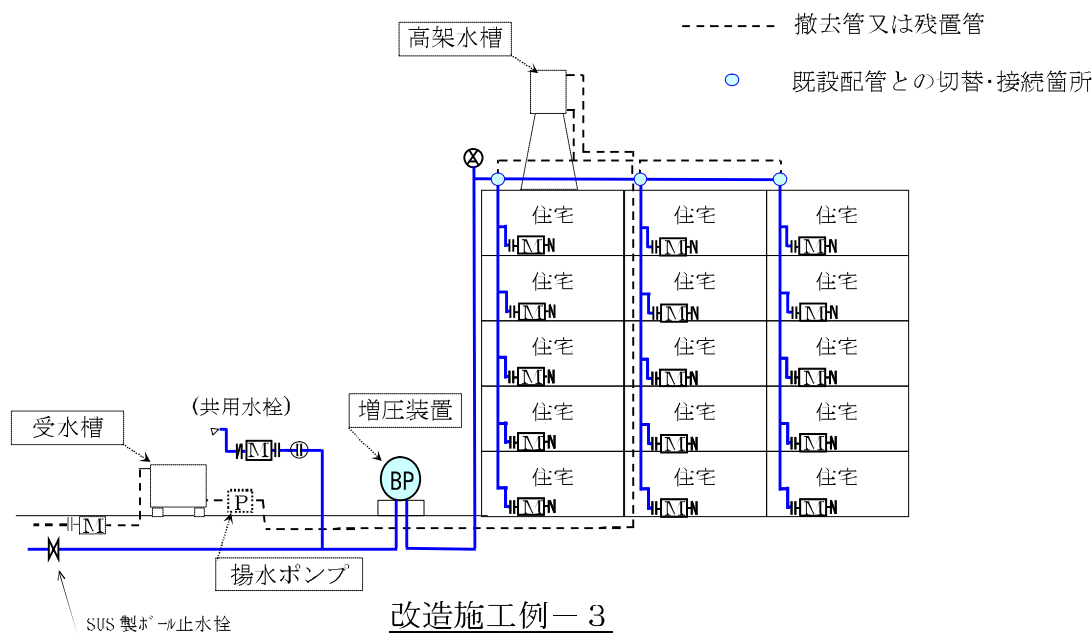 撤去管又は残置管
高架水槽
既設配管との切替・接続箇所
住宅 住宅 住宅
M N M N M N
住宅 住宅 住宅
M N M N M N
住宅 住宅 住宅
M N M N M N
(共用水栓)
増圧装置
住宅 住宅 住宅
受水槽
M
M N M N M N
BP
住宅 住宅 住宅
P
M N M N M N
M
揚水ポンプ
改造施工例－3
SUS製ﾎﾞｰﾙ止水栓